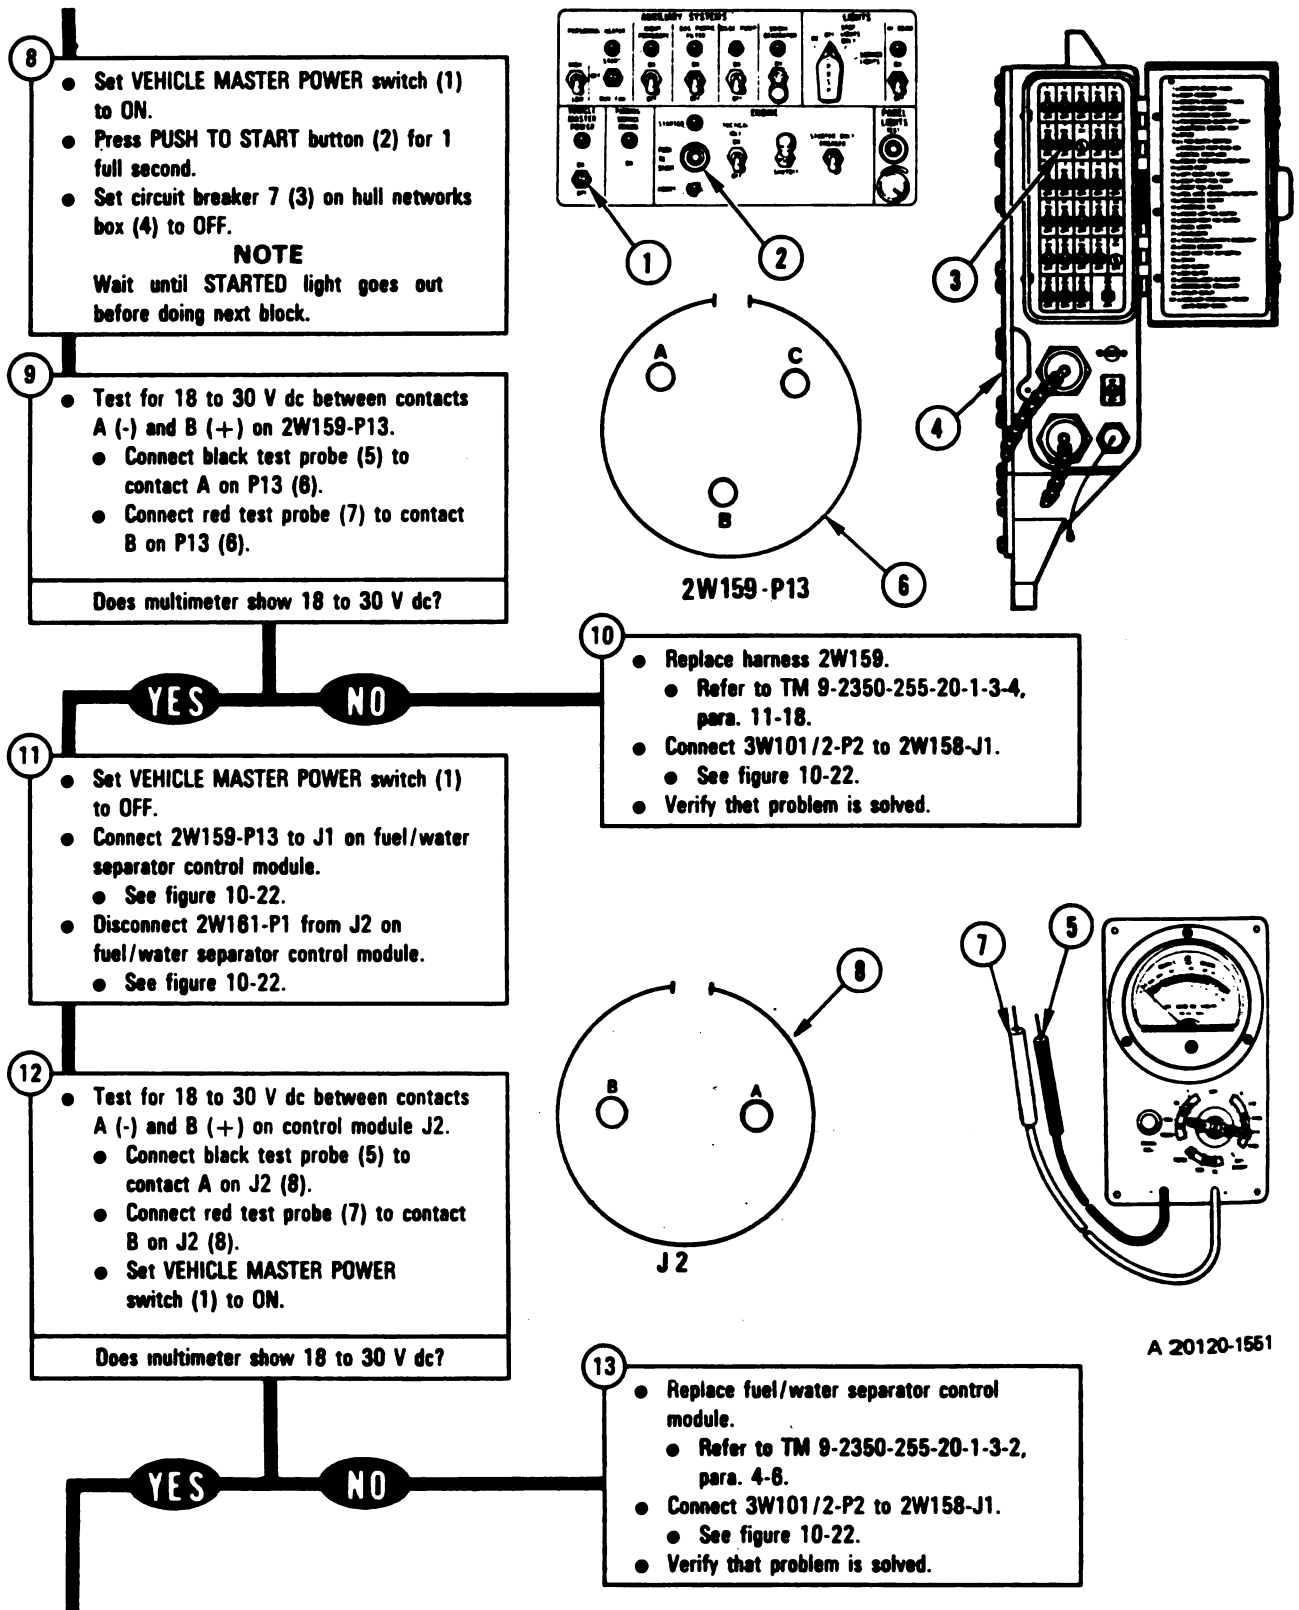 8
● Set VEHICLE MASTER POWER switch (1)
to ON.
● Press PUSH TO START button (2) for 1
full second.
● Set circuit breaker 7 (3) on hull networks
box (4) to OFF.
NOTE
Wait until STARTED light goes out
before doing next block.
9
● Test for 18 to 30 V dc between contacts
A (-) and B (+) on 2W159-P13.
● Connect black test probe (5) to
contact A on P13 (6).
● Connect red test probe (7) to contact
B on P13 (6).
Does multimeter show 18 to 30 V dc?
YES
NO
10
● Replace harness 2W159.
● Refer to TM 9-2350-255-20-1-3-4,
para. 11-18.
● Connect 3W101/2-P2 to 2W158-J1.
● See figure 10-22.
● Verify thet problem is solved.
11
● Set VEHICLE MASTER POWER switch (1)
to OFF.
● Connect 2W159-P13 to J1 on fuel/water
separator control module.
● See figure 10-22.
● Disconnect 2W161-P1 from J2 on
fuel/water separator control module.
● See figure 10-22.
12
● Test for 18 to 30 V dc between contacts
A (-) and B (+) on control module J2.
● Connect black test probe (5) to
contact A on J2 (8).
● Connect red test probe (7) to contact
B on J2 (8).
● Set VEHICLE MASTER POWER
switch (1) to ON.
Does multimeter show 18 to 30 V dc?
YES
NO
13
● Replace fuel/water separator control
module.
● Refer to TM 9-2350-255-20-1-3-2,
para. 4-6.
● Connect 3W101/2-P2 to 2W158-J1.
● See figure 10-22.
● Verify that problem is solved.
AUXILIARY SYSTEMS
LIGHTS
ENGINE
MASTER
POWER
PANEL
LIGHTS
1
2
3
4
A
C
B
6
2W159-P13
7
5
8
B
A
J2
A 20120-1551